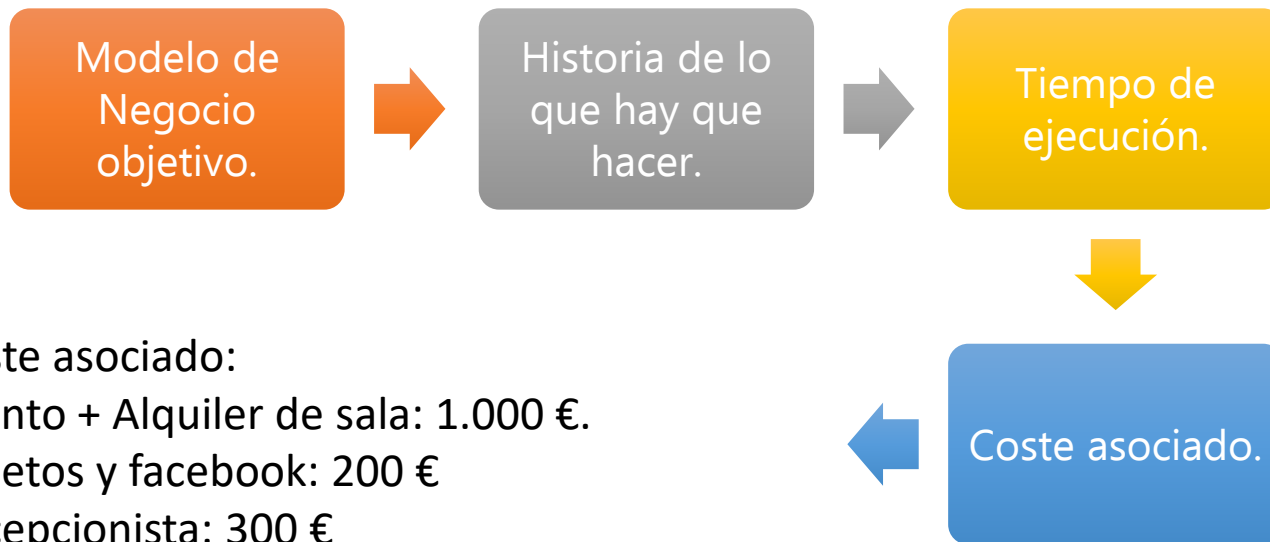 Modelo de
Negocio
objetivo.
Historia de lo
que hay que
hacer.
Tiempo de
ejecución.
Coste asociado.
ste asociado:
nto + Alquiler de sala: 1.000 €.
etos y facebook: 200 €
cepcionista: 300 €